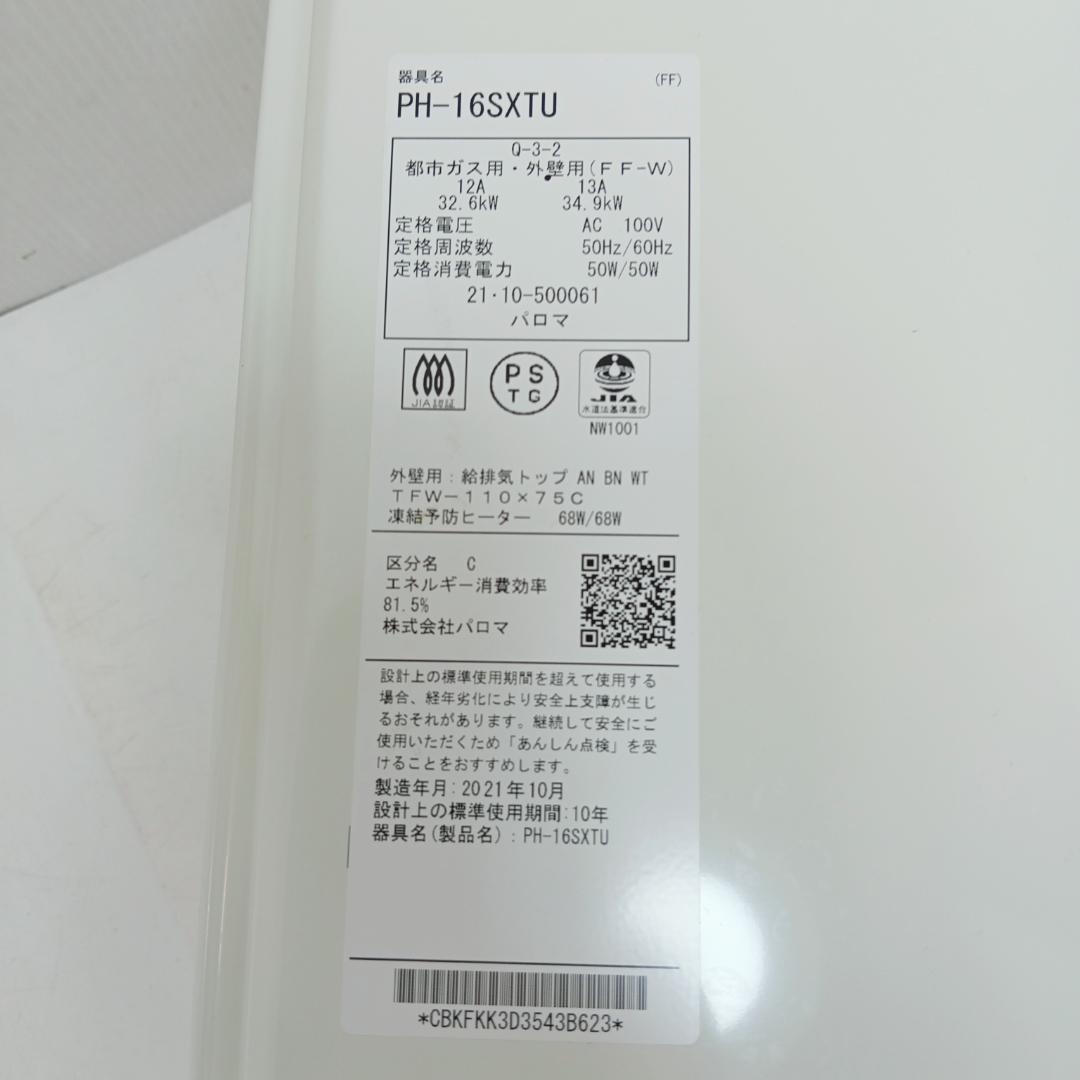 器具名 (FF)
PH-16SXTU
Q-3-2
都市ガス用・外壁用(ＦＦ-Ｗ)
12A 13A
32.6kW 34.9kW
定格電圧 AC 100V
定格周波数 50Hz/60Hz
定格消費電力 50W/50W
21・10-500061
パロマ
JIA認証
PS
TG
JIA
水道法基準適合
NW1001
外壁用：給排気トップ AN BN WT
ＴＦＷ－１１０×７５Ｃ
凍結予防ヒーター 68W/68W
区分名 C
エネルギー消費効率
81.5%
株式会社パロマ
設計上の標準使用期間を超えて使用する
場合、経年劣化により安全上支障が生じ
るおそれがあります。継続して安全にご
使用いただくため「あんしん点検」を受
けることをおすすめします。
製造年月：2021年10月
設計上の標準使用期間：10年
器具名(製品名)：PH-16SXTU
*CBKFKK3D3543B623*